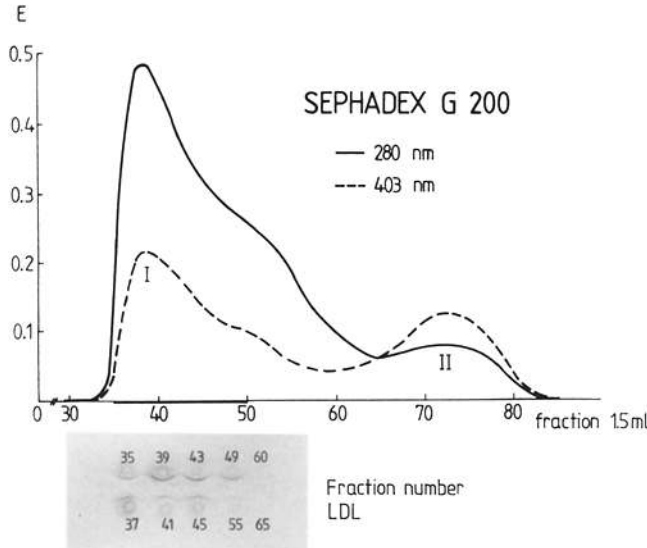 E
0.5
SEPHADEX G 200
0.4
280 nm
403 nm
0.3
0.2
I
0.1
II
0 30 40 50 60 70 80 fraction 1.5ml
35 39 43 49 60
Fraction number
LDL
37 41 45 55 65